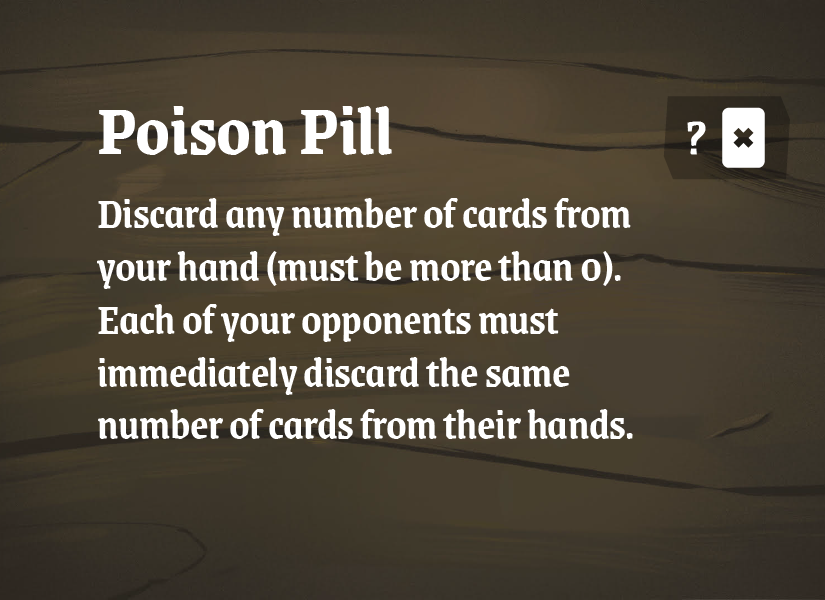 Poison Pill
?
Discard any number of cards from
your hand (must be more than 0).
Each of your opponents must
immediately discard the same
number of cards from their hands.